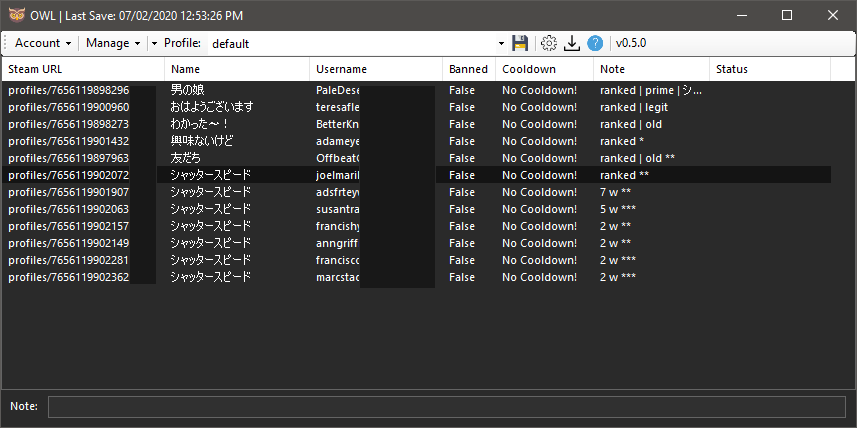 OWL | Last Save: 07/02/2020 12:53:26 PM
Account Manage Profile: default v0.5.0
Steam URL Name Username Banned Cooldown Note Status
profiles/7656119898296 男の娘 PaleDese False No Cooldown! ranked | prime | シ...
profiles/7656119900960 おはようございます teresafle False No Cooldown! ranked | legit
profiles/7656119898273 わかった~! BetterKn False No Cooldown! ranked | old
profiles/7656119901432 興味ないけど adameye False No Cooldown! ranked *
profiles/7656119897963 友だち Offbeat False No Cooldown! ranked | old **
profiles/7656119902072 シャッタースピード joelmaril False No Cooldown! ranked **
profiles/7656119901907 シャッタースピード adsfrtey False No Cooldown! 7 w **
profiles/7656119902063 シャッタースピード susantra False No Cooldown! 5 w ***
profiles/7656119902157 シャッタースピード francishy False No Cooldown! 2 w **
profiles/7656119902149 シャッタースピード anngriff False No Cooldown! 2 w **
profiles/7656119902281 シャッタースピード francisco False No Cooldown! 2 w ***
profiles/7656119902362 シャッタースピード marcstac False No Cooldown! 2 w ***
Note: